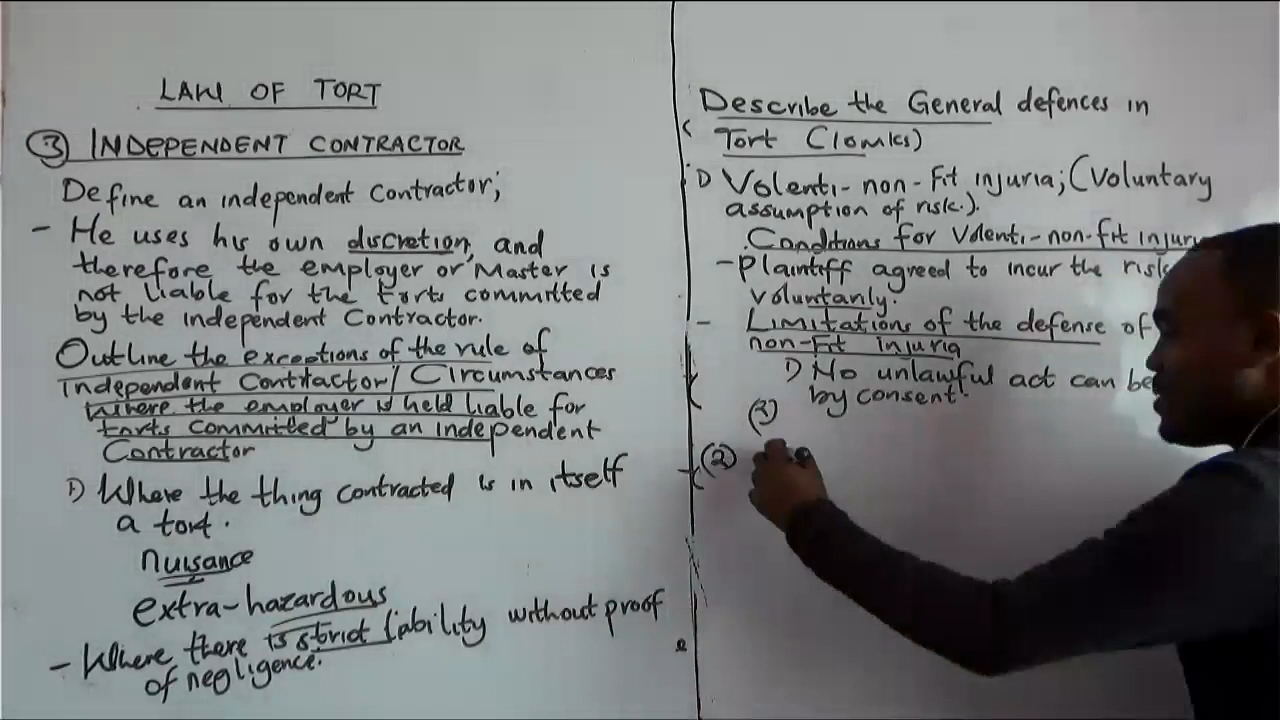 LAW OF TORT
③ INDEPENDENT CONTRACTOR
Define an independent Contractor;
- He uses his own discretion, and
therefore the employer or Master is
not liable for the torts committed
by the independent Contractor.
Outline the exceptions of the rule of
independent Contractor/ Circumstances
Where the employer is held liable for
torts committed by an independent
Contractor
i) Where the thing contracted is in itself
a tort.
nuisance
extra-hazardous
- Where there is strict liability without proof
of negligence.
Describe the General defences in
Tort (10mks)
i) Volenti-non-Fit injuria; (Voluntary
assumption of risk.).
Conditions for Volenti-non-fit injury
- Plaintiff agreed to incur the risk
voluntarily.
- Limitations of the defense of
non-Fit injuria
i) No unlawful act can be
by consent.
(2)